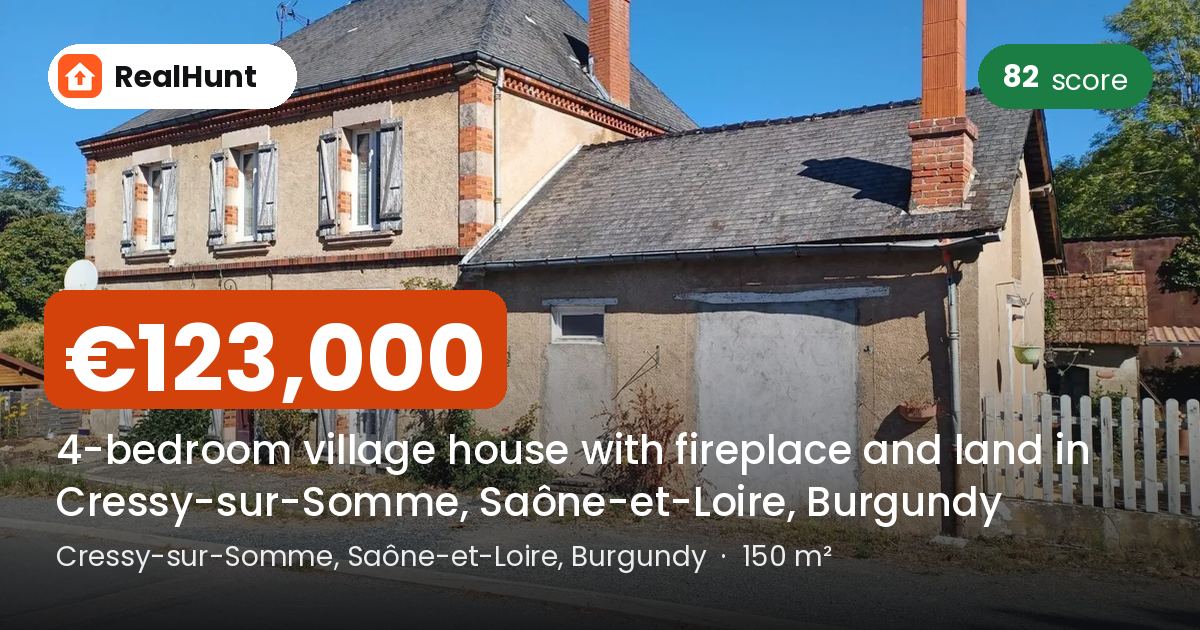 RealHunt
82 score
€123,000
4-bedroom village house with fireplace and land in
Cressy-sur-Somme, Saône-et-Loire, Burgundy
Cressy-sur-Somme, Saône-et-Loire, Burgundy · 150 m²